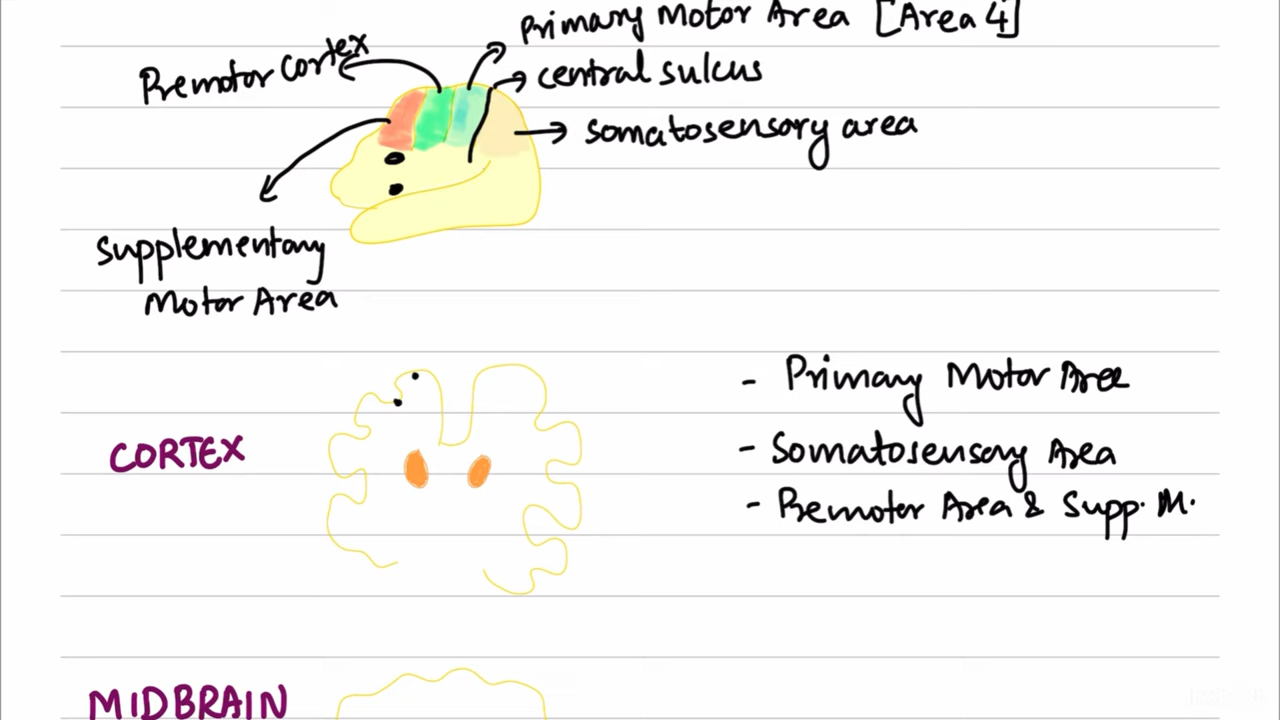 Primary Motor Area [Area 4]
Premotor Cortex
central sulcus
somatosensory area
Supplementary
Motor Area
CORTEX
- Primary Motor Area
- Somatosensory Area
- Premotor Area & Supp. M.
MIDBRAIN